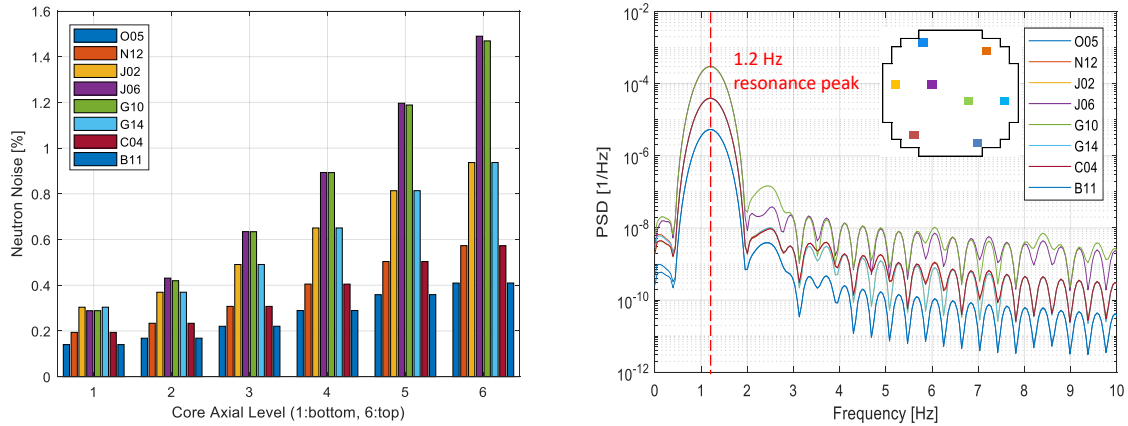 1.6
1.4
1.2
1
0.8
0.6
0.4
0.2
0
Neutron Noise [%]
O05
N12
J02
J06
G10
G14
C04
B11
1 2 3 4 5 6
Core Axial Level (1:bottom, 6:top)
10-2
10-4
10-6
10-8
10-10
10-12
PSD [1/Hz]
1.2 Hz
resonance peak
O05
N12
J02
J06
G10
G14
C04
B11
0 1 2 3 4 5 6 7 8 9 10
Frequency [Hz]